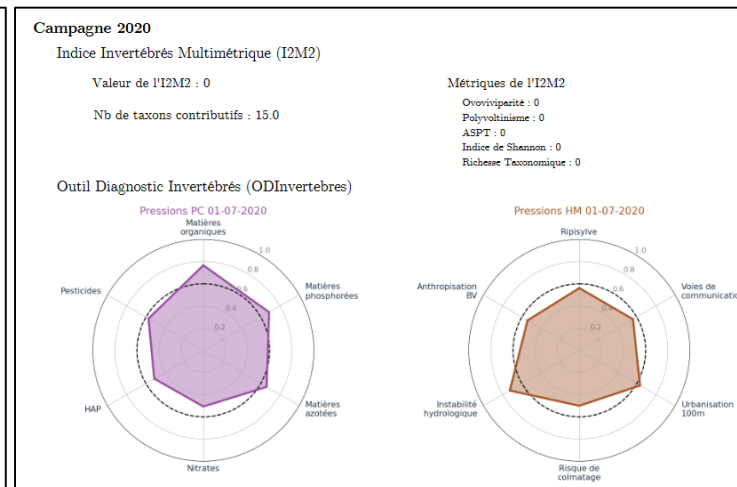 Campagne 2020
Indice Invertébrés Multimétrique (I2M2)
Valeur de l'I2M2 : 0
Nb de taxons contributifs : 15.0
Métriques de l'I2M2
Ovoviviparité : 0
Polyvoltinisme : 0
ASPT : 0
Indice de Shannon : 0
Richesse Taxonomique : 0
Outil Diagnostic Invertébrés (ODInvertebres)
Pressions PC 01-07-2020
Matières
organiques
1.0
0.8
0.6
0.4
0.2
Matières
phosphorées
Matières
azotées
Nitrates
HAP
Pesticides
Pressions HM 01-07-2020
Ripisylve
1.0
0.8
0.6
0.4
0.2
Voies de
communicatio
Urbanisation
100m
Risque de
colmatage
Instabilité
hydrologique
Anthropisation
BV